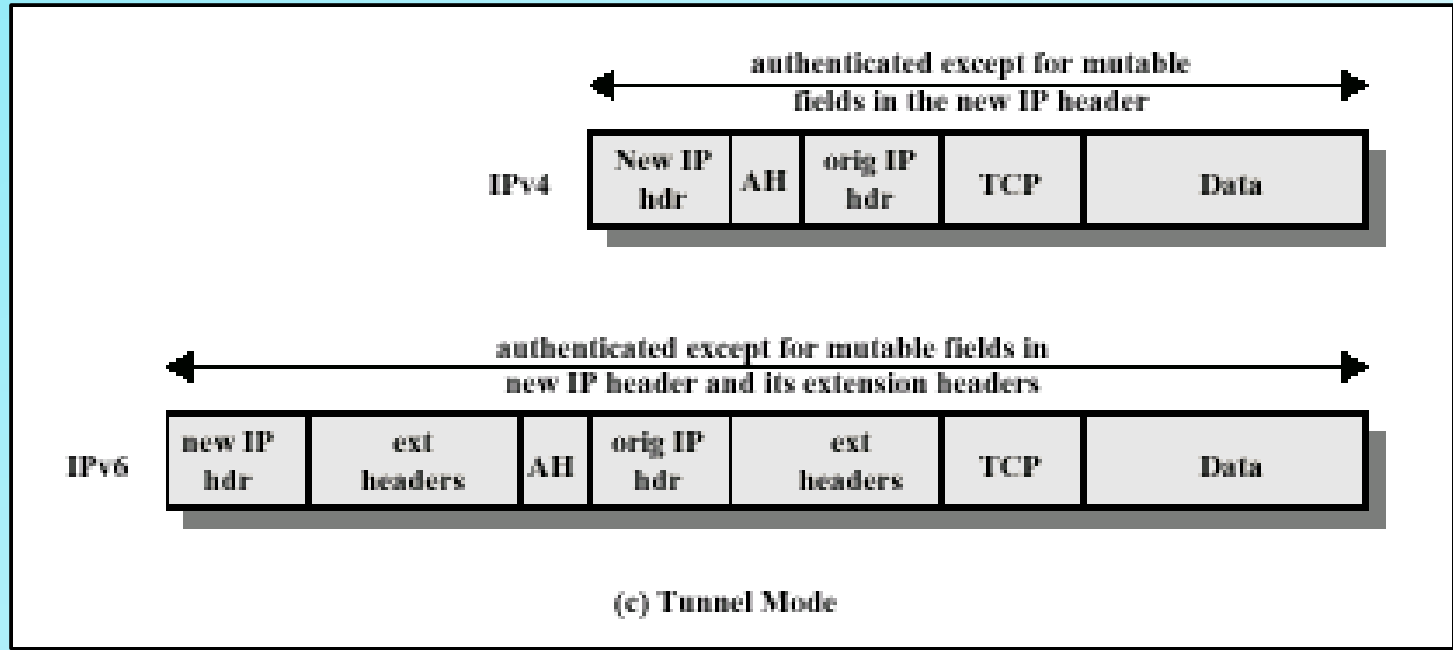 authenticated except for mutable
fields in the new IP header
IPv4
New IP
hdr
AH
orig IP
hdr
TCP
Data
authenticated except for mutable fields in
new IP header and its extension headers
IPv6
new IP
hdr
ext
headers
AH
orig IP
hdr
ext
headers
TCP
Data
(c) Tunnel Mode